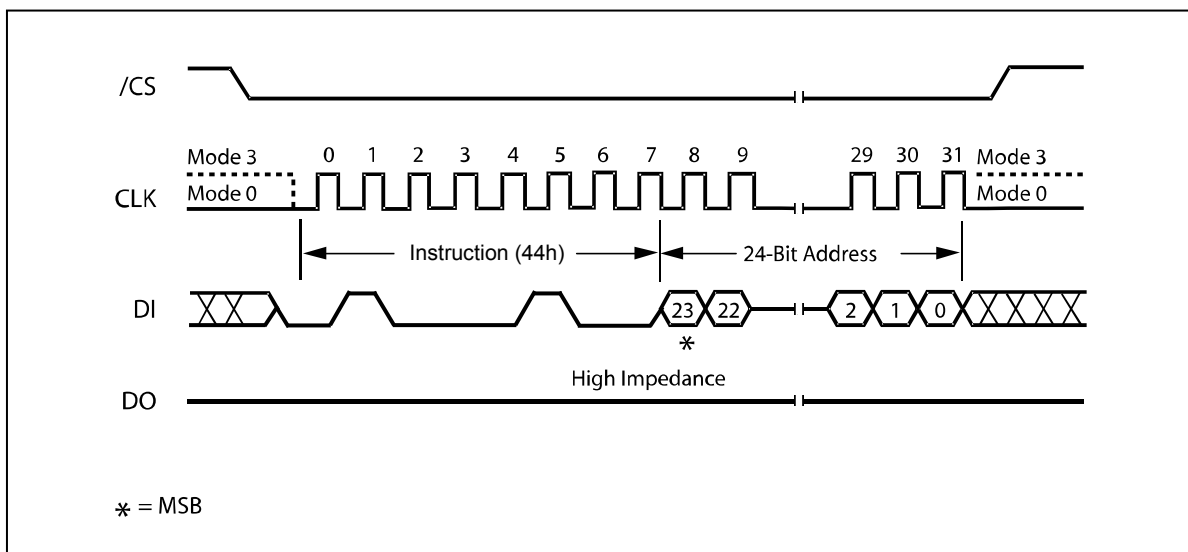 /CS
Mode 3 0 1 2 3 4 5 6 7 8 9 29 30 31 Mode 3
CLK Mode 0 Mode 0
Instruction (44h) 24-Bit Address
DI 23 22 2 1 0
*
High Impedance
DO
* = MSB